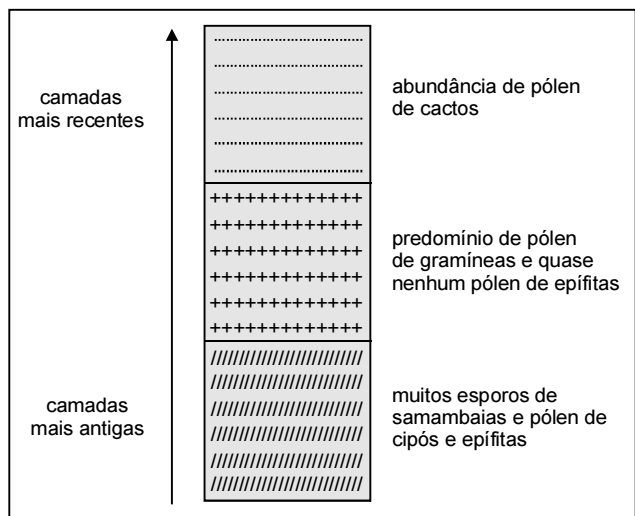 camadas
mais recentes
abundância de pólen
de cactos
predomínio de pólen
de gramíneas e quase
nenhum pólen de epífitas
camadas
mais antigas
muitos esporos de
samambaias e pólen de
cipós e epífitas